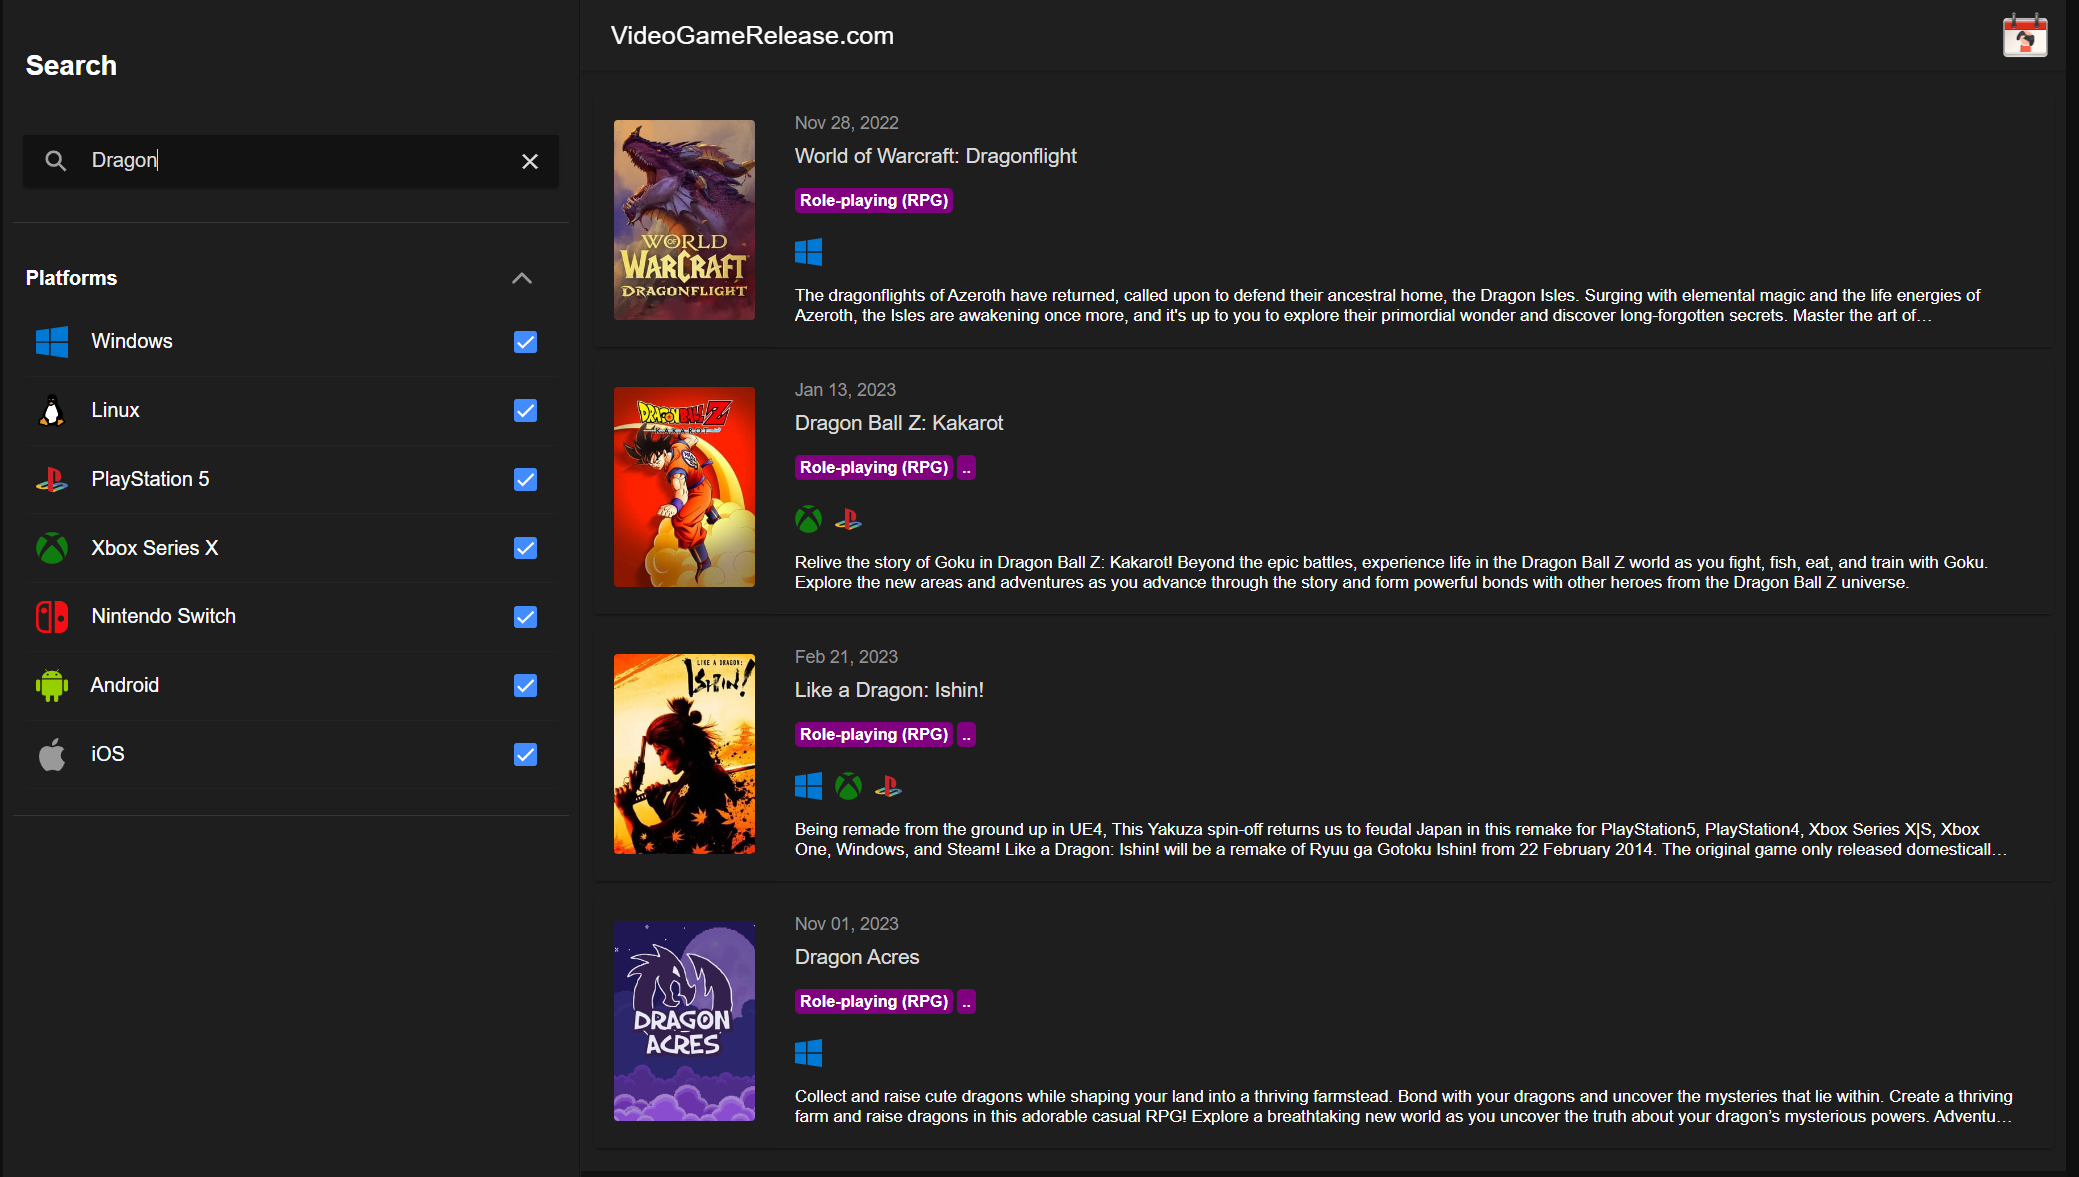 Search
Dragon
Platforms
Windows
Linux
PlayStation 5
Xbox Series X
Nintendo Switch
Android
iOS
VideoGameRelease.com
WORLD
OF
WARCRAFT
DRAGONFLIGHT
Nov 28, 2022
World of Warcraft: Dragonflight
Role-playing (RPG)
The dragonflights of Azeroth have returned, called upon to defend their ancestral home, the Dragon Isles. Surging with elemental magic and the life energies of
Azeroth, the Isles are awakening once more, and it's up to you to explore their primordial wonder and discover long-forgotten secrets. Master the art of…
DRAGON BALL Z
KAKAROT
Jan 13, 2023
Dragon Ball Z: Kakarot
Role-playing (RPG) ..
Relive the story of Goku in Dragon Ball Z: Kakarot! Beyond the epic battles, experience life in the Dragon Ball Z world as you fight, fish, eat, and train with Goku.
Explore the new areas and adventures as you advance through the story and form powerful bonds with other heroes from the Dragon Ball Z universe.
LIKE A DRAGON:
ISHIN!
Feb 21, 2023
Like a Dragon: Ishin!
Role-playing (RPG) ..
Being remade from the ground up in UE4, This Yakuza spin-off returns us to feudal Japan in this remake for PlayStation5, PlayStation4, Xbox Series X|S, Xbox
One, Windows, and Steam! Like a Dragon: Ishin! will be a remake of Ryuu ga Gotoku Ishin! from 22 February 2014. The original game only released domesticall…
DRAGON
ACRES
Nov 01, 2023
Dragon Acres
Role-playing (RPG) ..
Collect and raise cute dragons while shaping your land into a thriving farmstead. Bond with your dragons and uncover the mysteries that lie within. Create a thriving
farm and raise dragons in this adorable casual RPG! Explore a breathtaking new world as you uncover the truth about your dragon’s mysterious powers. Adventu…